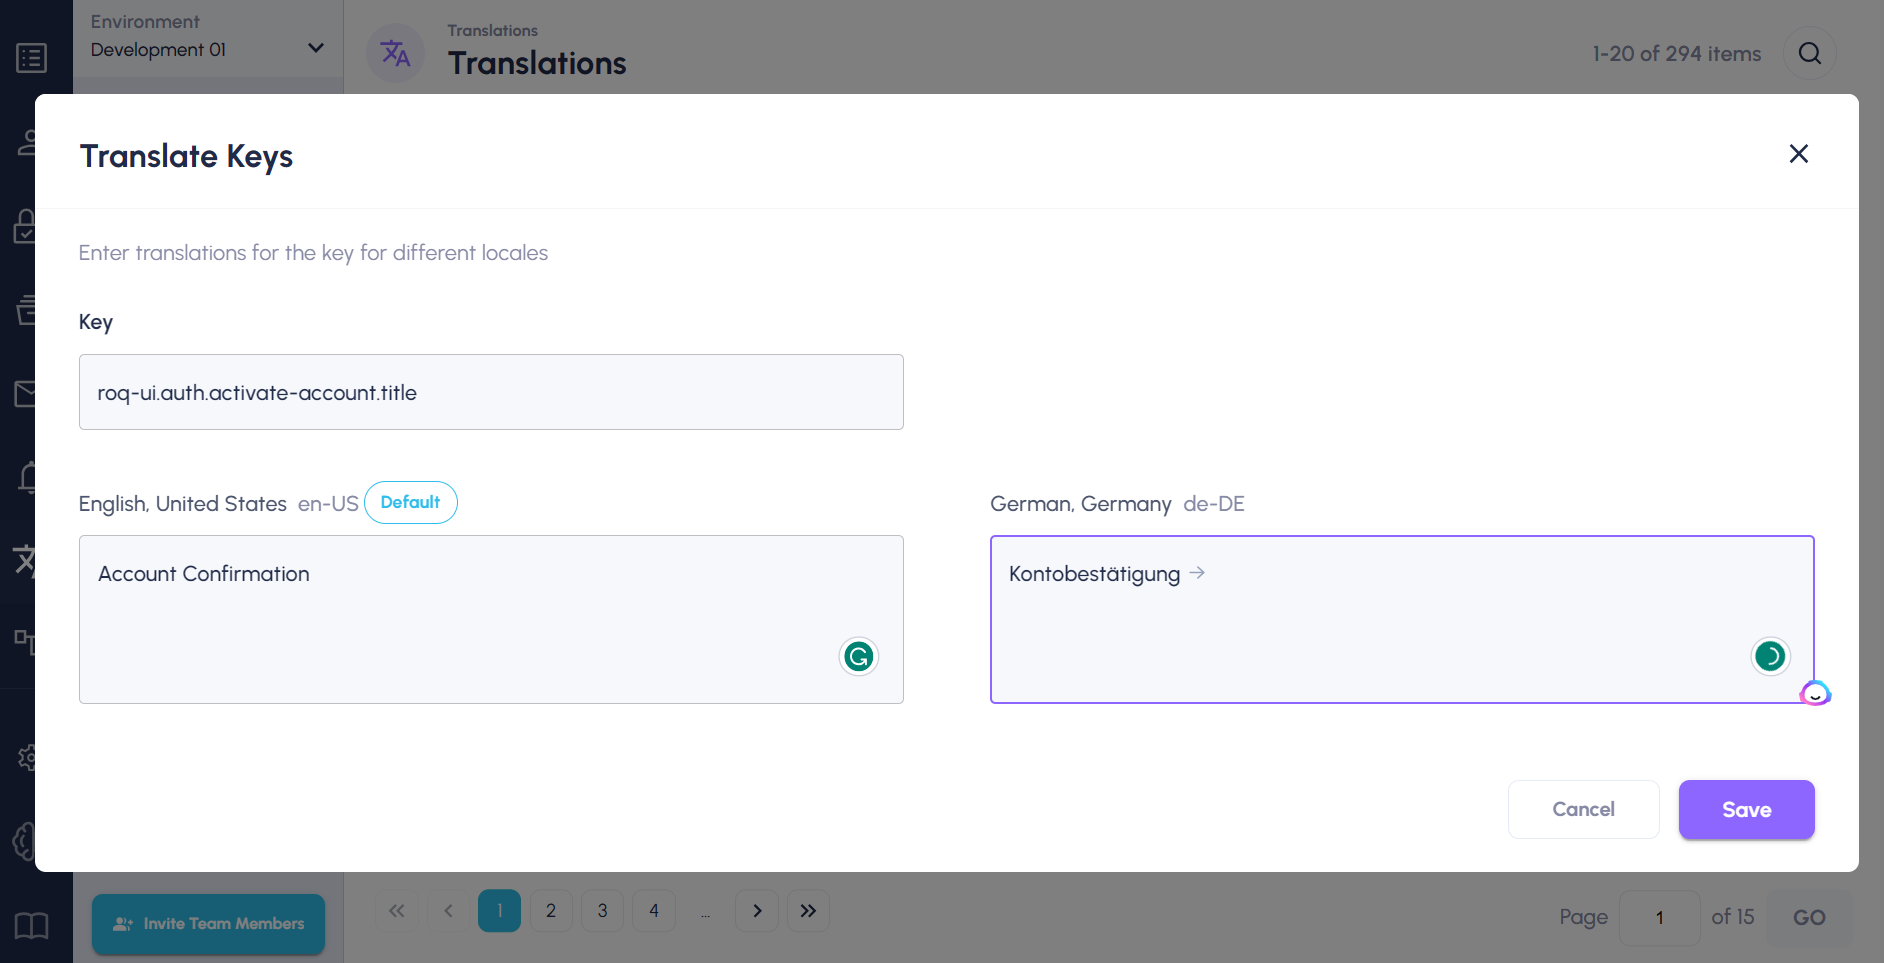 Environment
Development 01
Translations
Translations
1-20 of 294 items
Translate Keys
Enter translations for the key for different locales
Key
roq-ui.auth.activate-account.title
English, United States en-US Default
Account Confirmation
German, Germany de-DE
Kontobestätigung →
Cancel
Save
Invite Team Members
1 2 3 4 ...
Page 1 of 15 GO